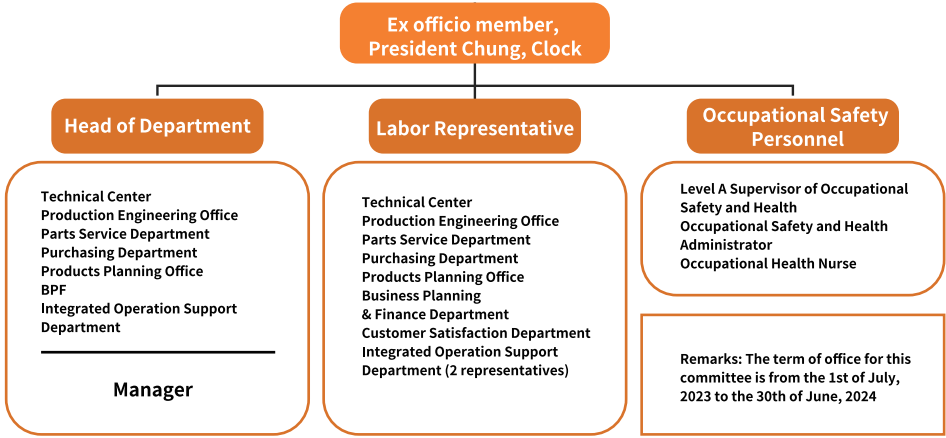 Ex officio member,
President Chung, Clock
Head of Department
Technical Center
Production Engineering Office
Parts Service Department
Purchasing Department
Products Planning Office
BPF
Integrated Operation Support
Department
Manager
Labor Representative
Technical Center
Production Engineering Office
Parts Service Department
Purchasing Department
Products Planning Office
Business Planning
& Finance Department
Customer Satisfaction Department
Integrated Operation Support
Department (2 representatives)
Occupational Safety
Personnel
Level A Supervisor of Occupational
Safety and Health
Occupational Safety and Health
Administrator
Occupational Health Nurse
Remarks: The term of office for this
committee is from the 1st of July,
2023 to the 30th of June, 2024